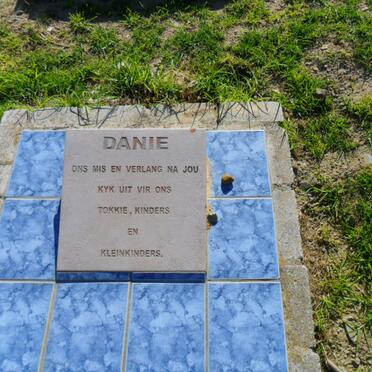 DANIE
ONS MIS EN VERLANG NA JOU
KYK UIT VIR ONS
TOKKIE, KINDERS
EN
KLEINKINDERS.